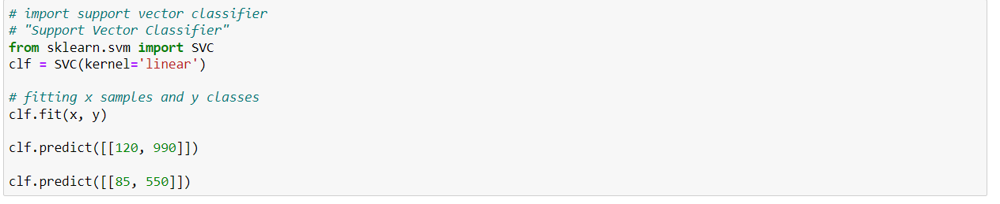 # import support vector classifier
# "Support Vector Classifier"
from sklearn.svm import SVC
clf = SVC(kernel='linear')
# fitting x samples and y classes
clf.fit(x, y)
clf.predict([[120, 990]])
clf.predict([[85, 550]])